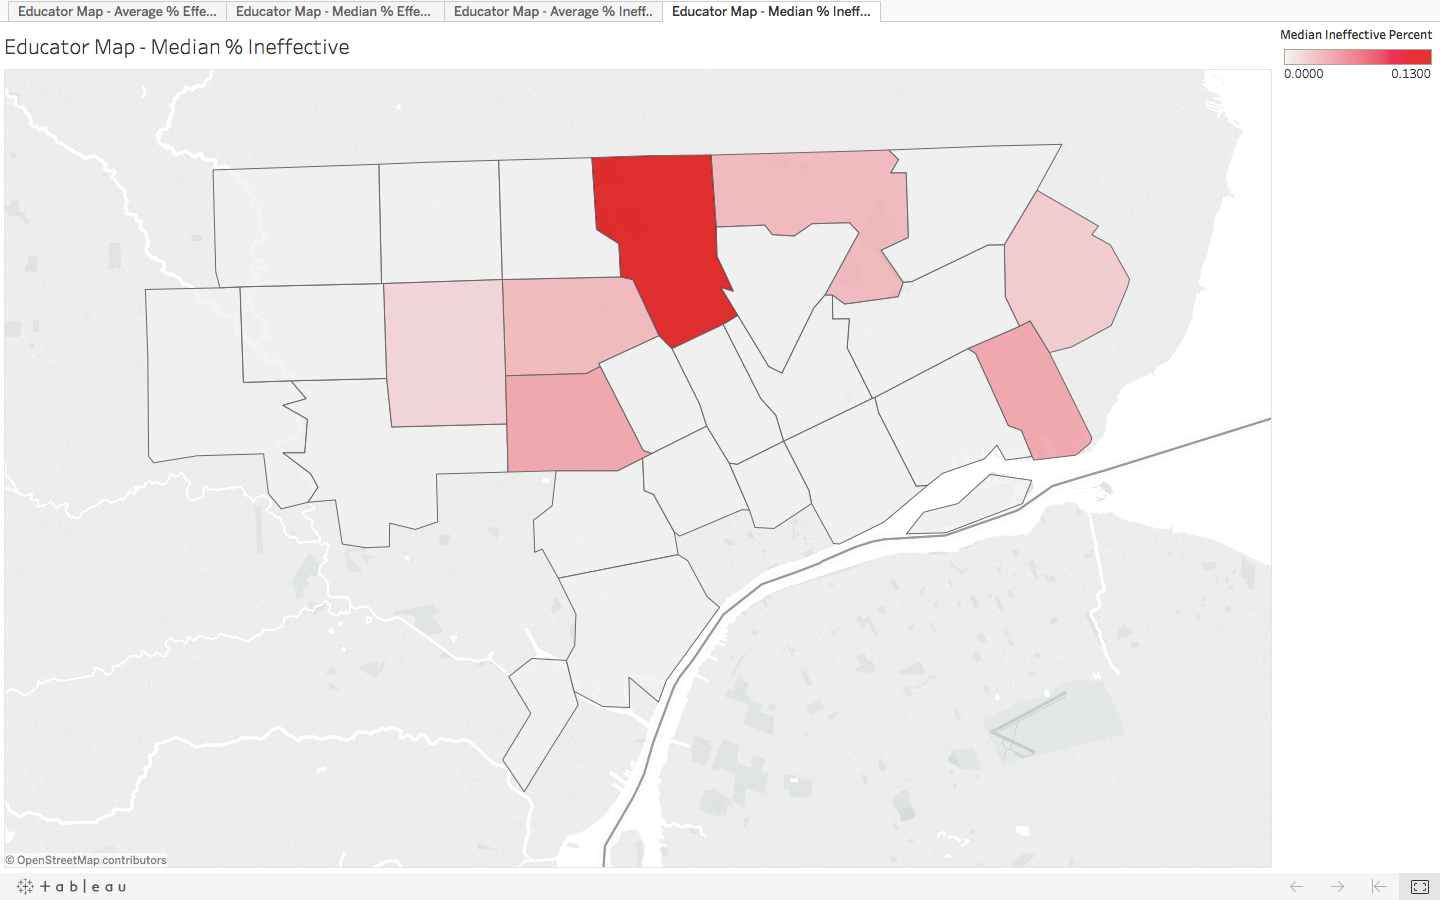 Educator Map - Average % Effe...
Educator Map - Median % Effe...
Educator Map - Average % Ineff..
Educator Map - Median % Ineff...
Educator Map - Median % Ineffective
Median Ineffective Percent
0.0000 0.1300
© OpenStreetMap contributors
+ a b | e a u